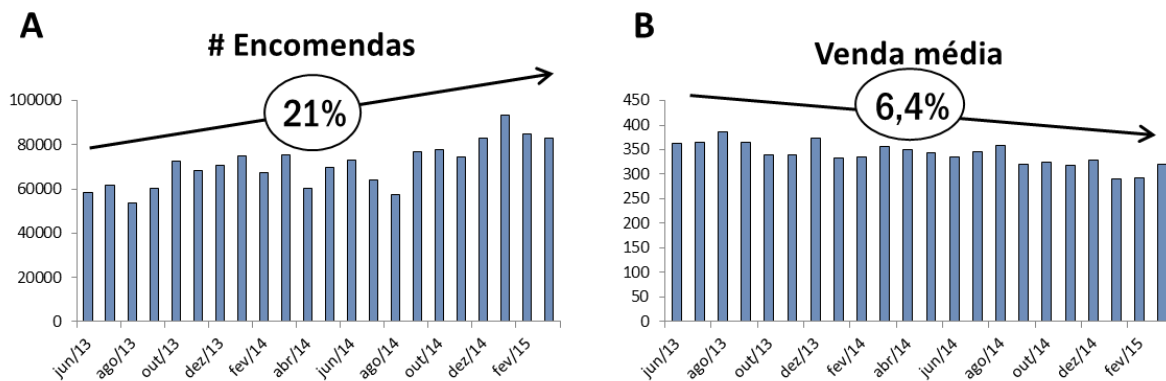 A
# Encomendas
21%
100000
80000
60000
40000
20000
0
jun/13
ago/13
out/13
dez/13
fev/14
abr/14
jun/14
ago/14
out/14
dez/14
fev/15
B
Venda média
6,4%
450
400
350
300
250
200
150
100
50
0
jun/13
ago/13
out/13
dez/13
fev/14
abr/14
jun/14
ago/14
out/14
dez/14
fev/15